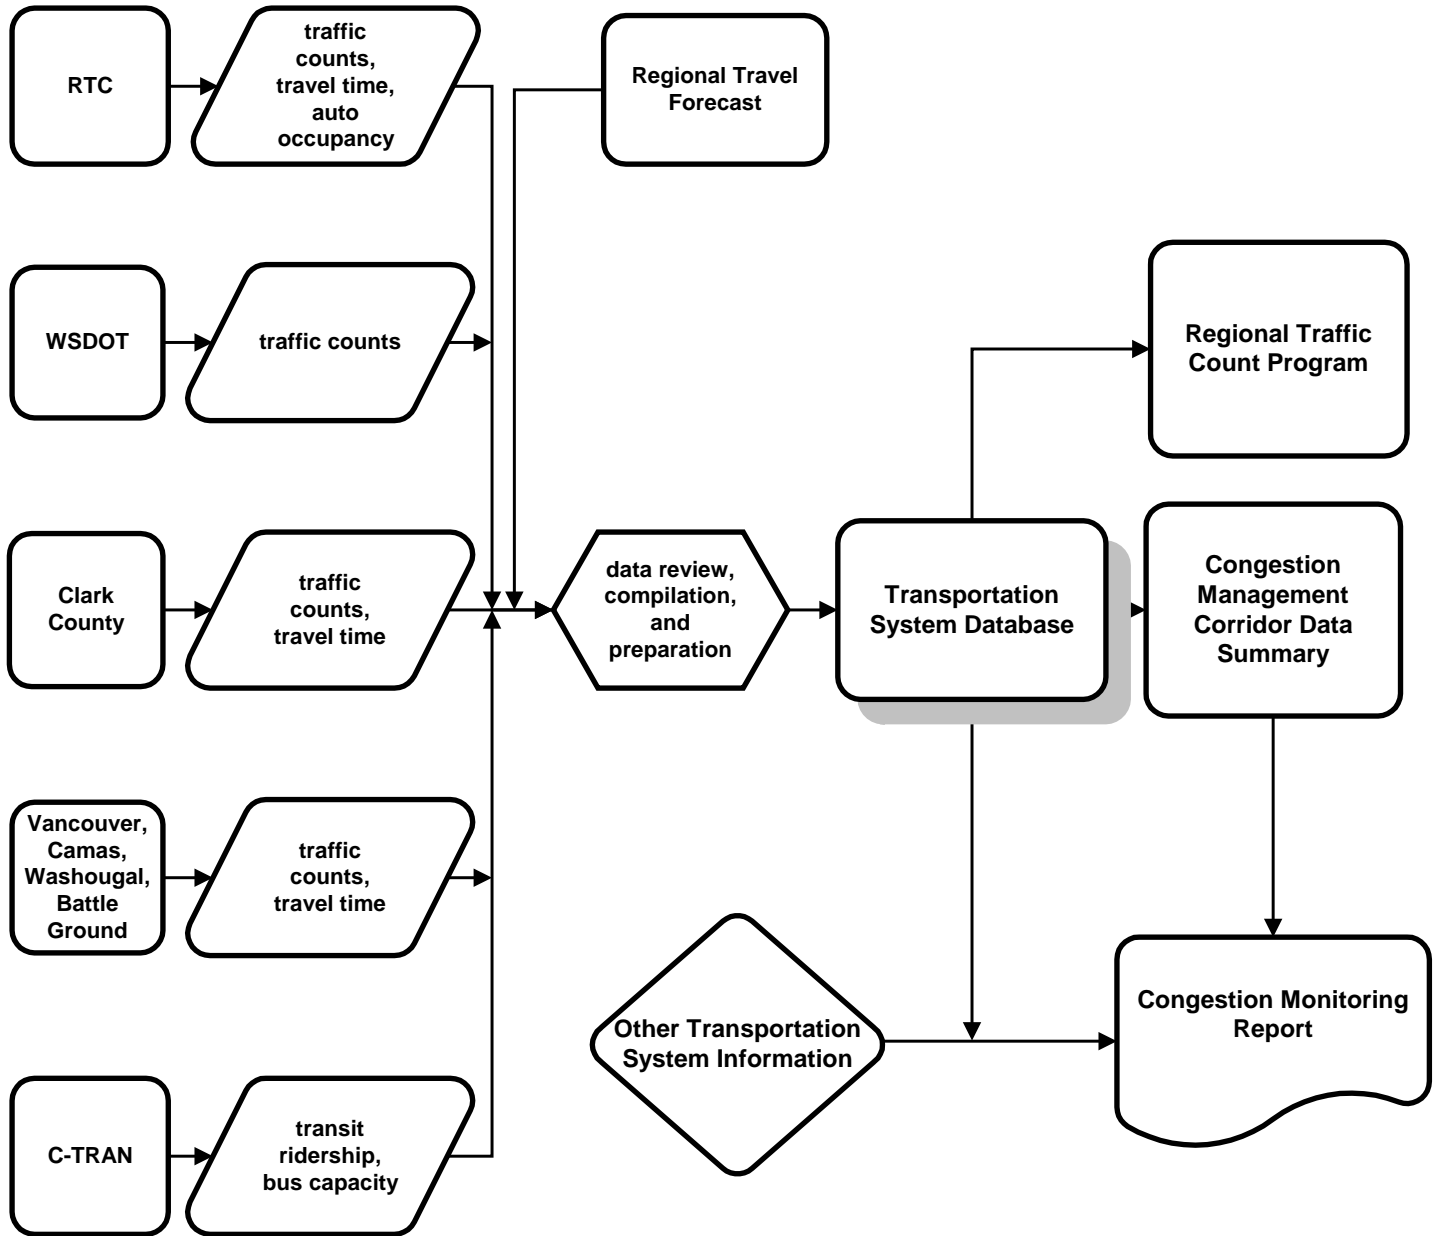 RTC
traffic
counts,
travel time,
auto
occupancy
Regional Travel
Forecast
WSDOT
traffic counts
Regional Traffic
Count Program
Clark
County
traffic
counts,
travel time
data review,
compilation,
and
preparation
Transportation
System Database
Congestion
Management
Corridor Data
Summary
Vancouver,
Camas,
Washougal,
Battle
Ground
traffic
counts,
travel time
Other Transportation
System Information
Congestion Monitoring
Report
C-TRAN
transit
ridership,
bus capacity